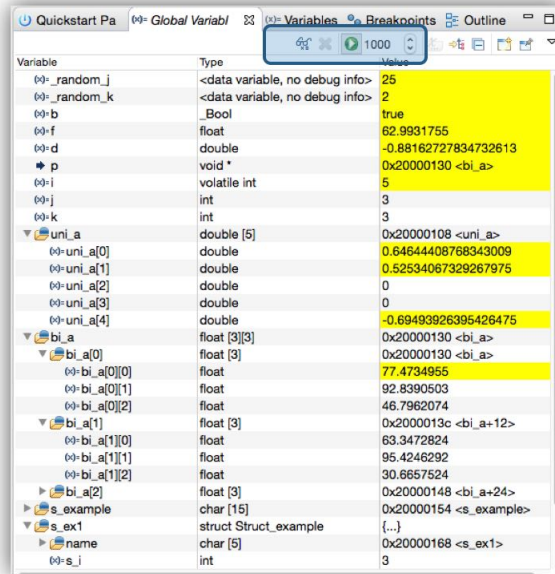 Quickstart Pa (x)= Global Variabl (x)= Variables Breakpoints Outline
1000
Variable Type Value
(x)= _random_j <data variable, no debug info> 25
(x)= _random_k <data variable, no debug info> 2
(x)= b _Bool true
(x)= f float 62.9931755
(x)= d double -0.88162727834732613
p void * 0x20000130 <bi_a>
(x)= i volatile int 5
(x)= j int 3
(x)= k int 3
uni_a double [5] 0x20000108 <uni_a>
(x)= uni_a[0] double 0.64644408768343009
(x)= uni_a[1] double 0.52534067329267975
(x)= uni_a[2] double 0
(x)= uni_a[3] double 0
(x)= uni_a[4] double -0.69493926395426475
bi_a float [3][3] 0x20000130 <bi_a>
bi_a[0] float [3] 0x20000130 <bi_a>
(x)= bi_a[0][0] float 77.4734955
(x)= bi_a[0][1] float 92.8390503
(x)= bi_a[0][2] float 46.7962074
bi_a[1] float [3] 0x2000013c <bi_a+12>
(x)= bi_a[1][0] float 63.3472824
(x)= bi_a[1][1] float 95.4246292
(x)= bi_a[1][2] float 30.6657524
bi_a[2] float [3] 0x20000148 <bi_a+24>
s_example char [15] 0x20000154 <s_example>
s_ex1 struct Struct_example {...}
name char [5] 0x20000168 <s_ex1>
(x)= s_i int 3